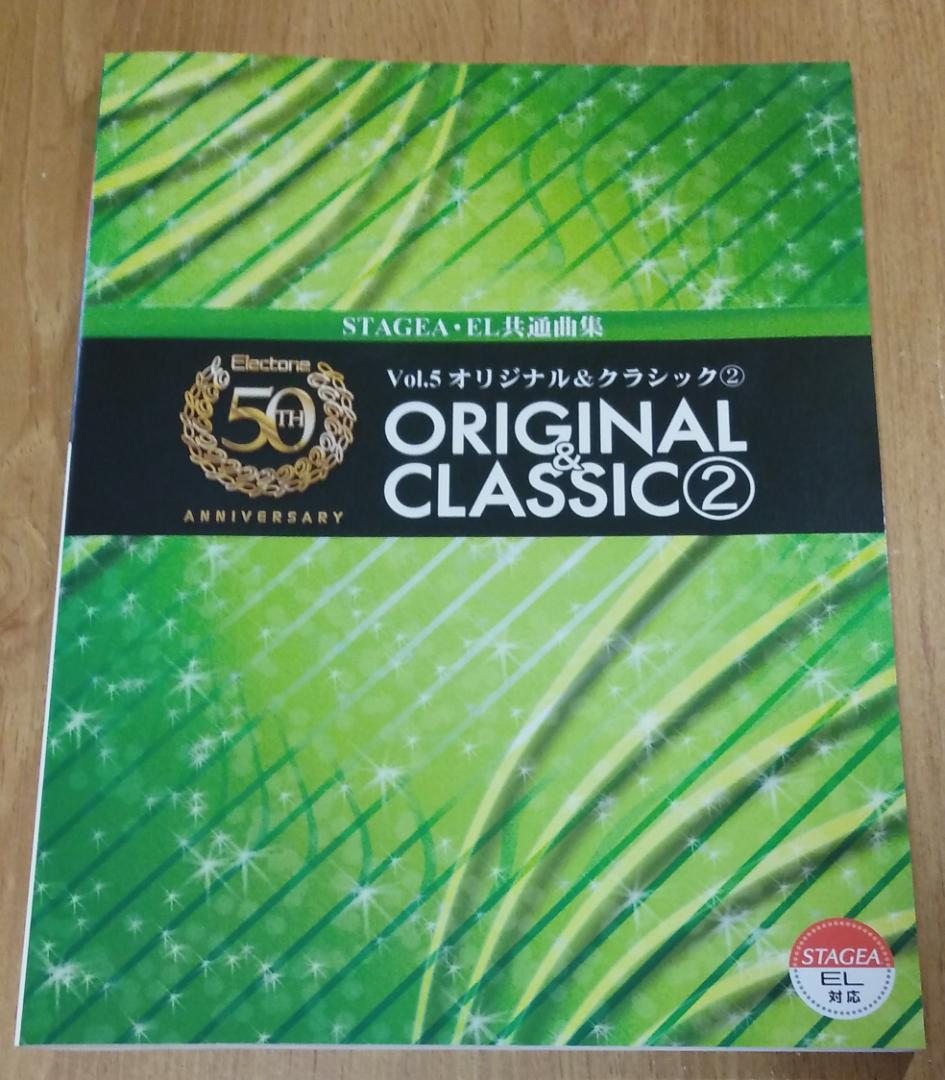 STAGEA・EL共通曲集
Electone
50TH
ANNIVERSARY
Vol.5 オリジナル&クラシック②
ORIGINAL
&
CLASSIC②
STAGEA
EL
対応